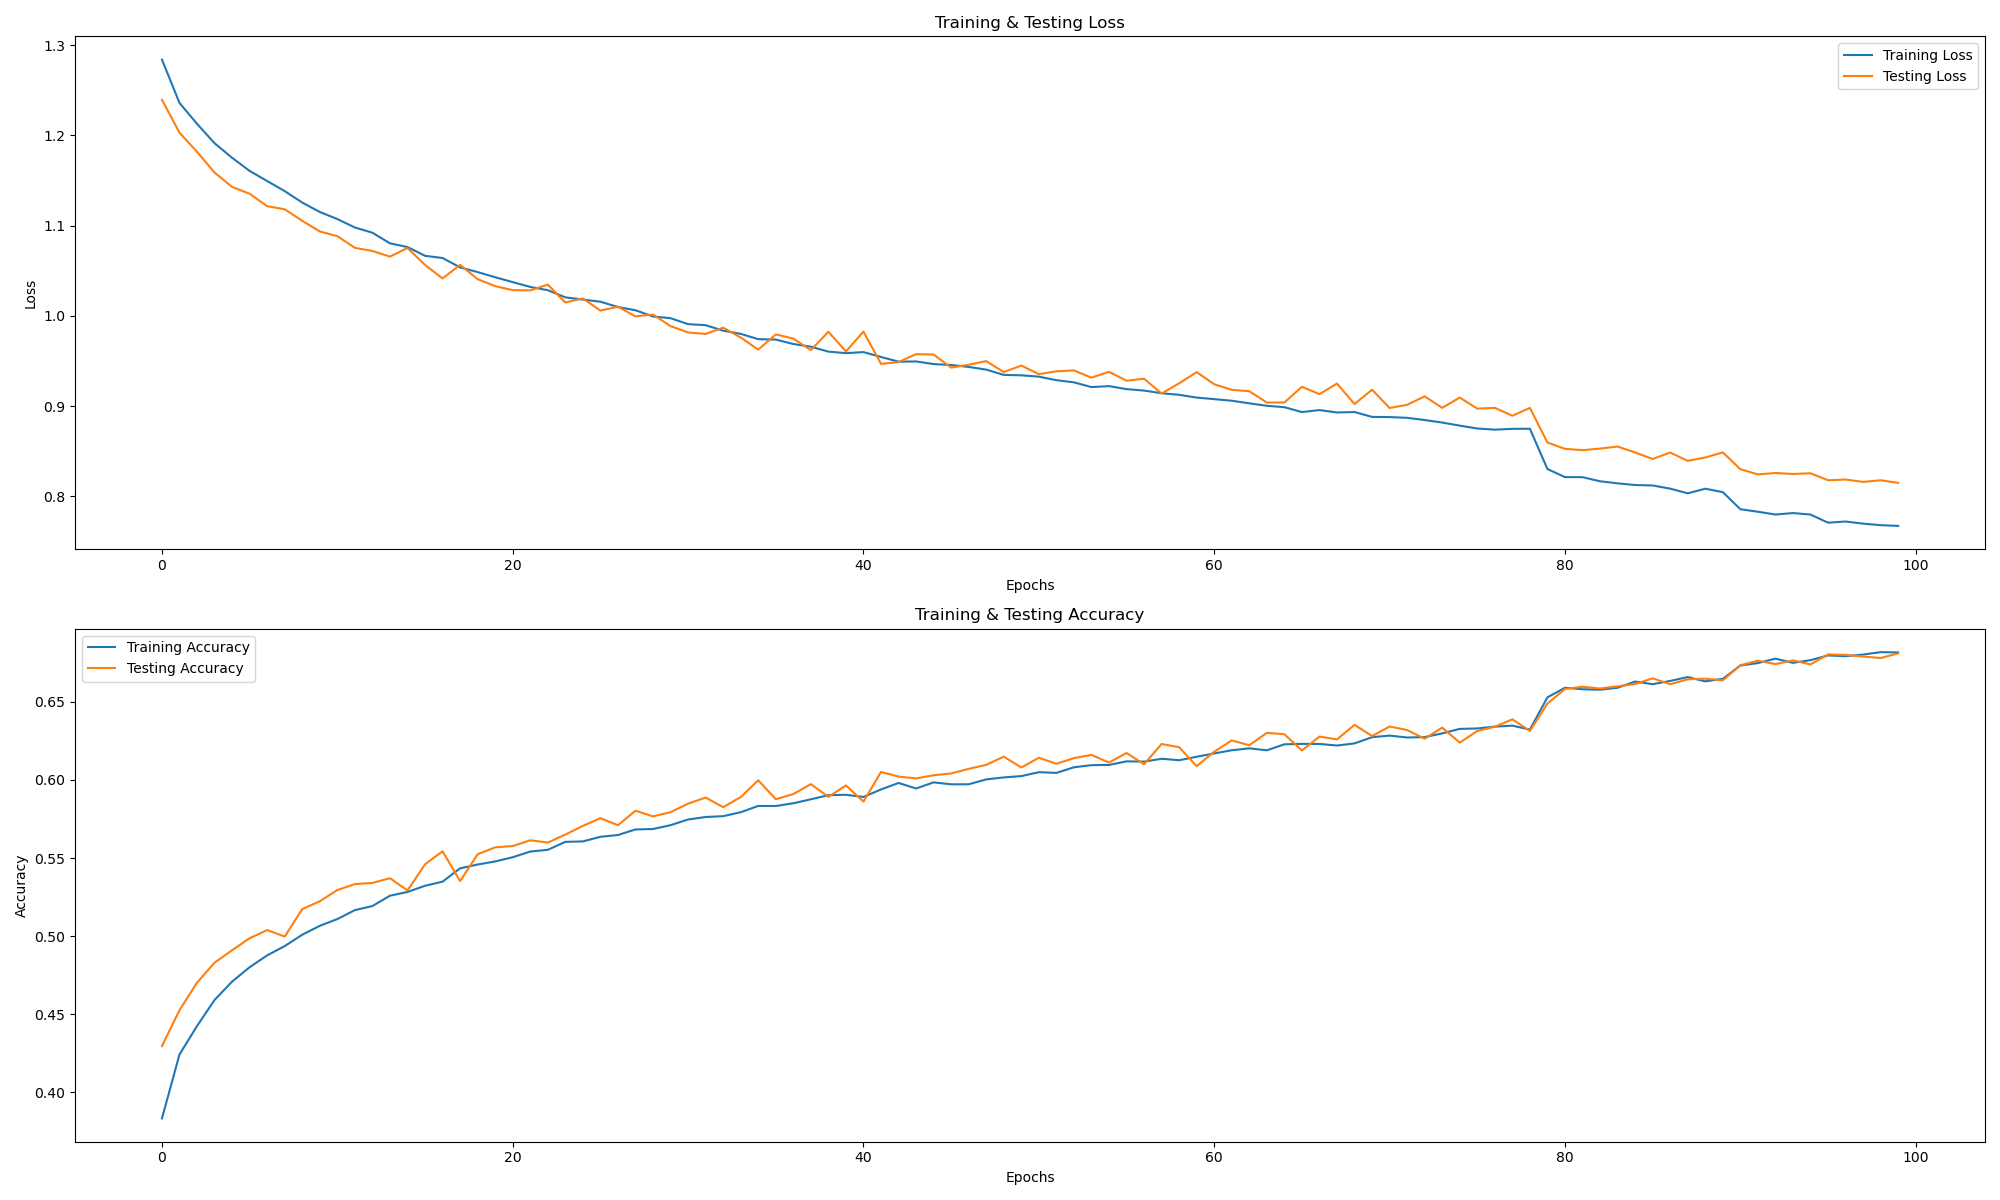 Training & Testing Loss
1.3
1.2
1.1
1.0
0.9
0.8
Loss
Training Loss
Testing Loss
0 20 40 60 80 100
Epochs
Training & Testing Accuracy
Training Accuracy
Testing Accuracy
0.65
0.60
0.55
0.50
0.45
0.40
Accuracy
0 20 40 60 80 100
Epochs